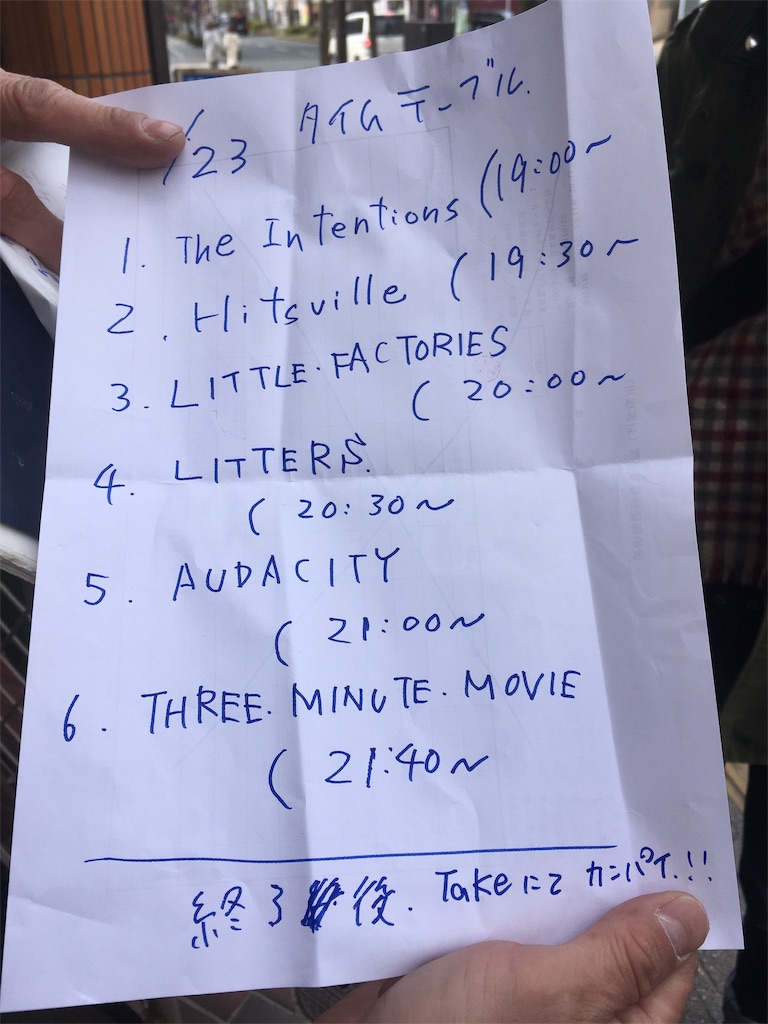 /23 タイムテーブル.
1. The Intentions (19:00~
2. Hitsville (19:30~
3. LITTLE.FACTORIES
(20:00~
4. LITTERS.
(20:30~
5. AUDACITY
(21:00~
6. THREE.MINUTE.MOVIE
(21:40~
終了後. Takeにてカンパイ.!!